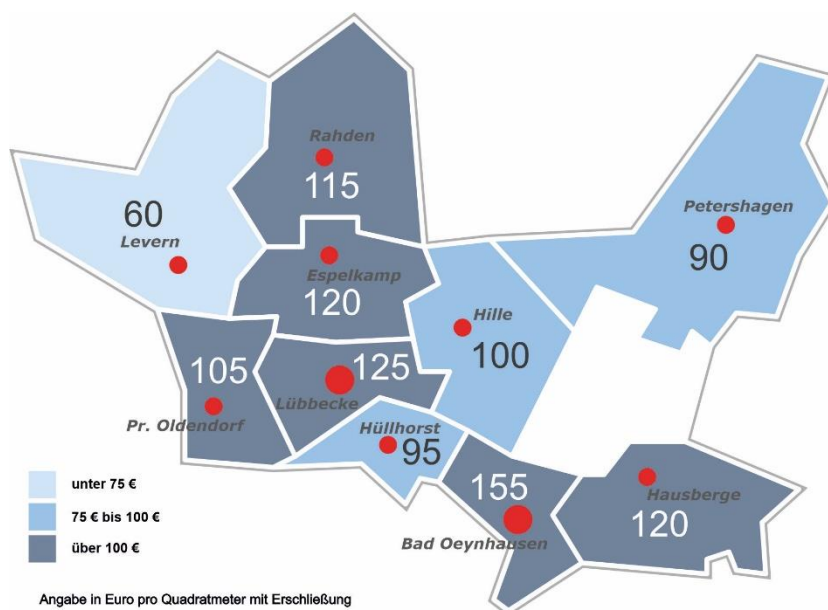 Rahden
115
60
Levern
Petershagen
90
Espelkamp
120
Hille
100
105
Pr. Oldendorf
125
Lübbecke
Hüllhorst
95
155
Bad Oeynhausen
Hausberge
120
unter 75 €
75 € bis 100 €
über 100 €
Angabe in Euro pro Quadratmeter mit Erschließung